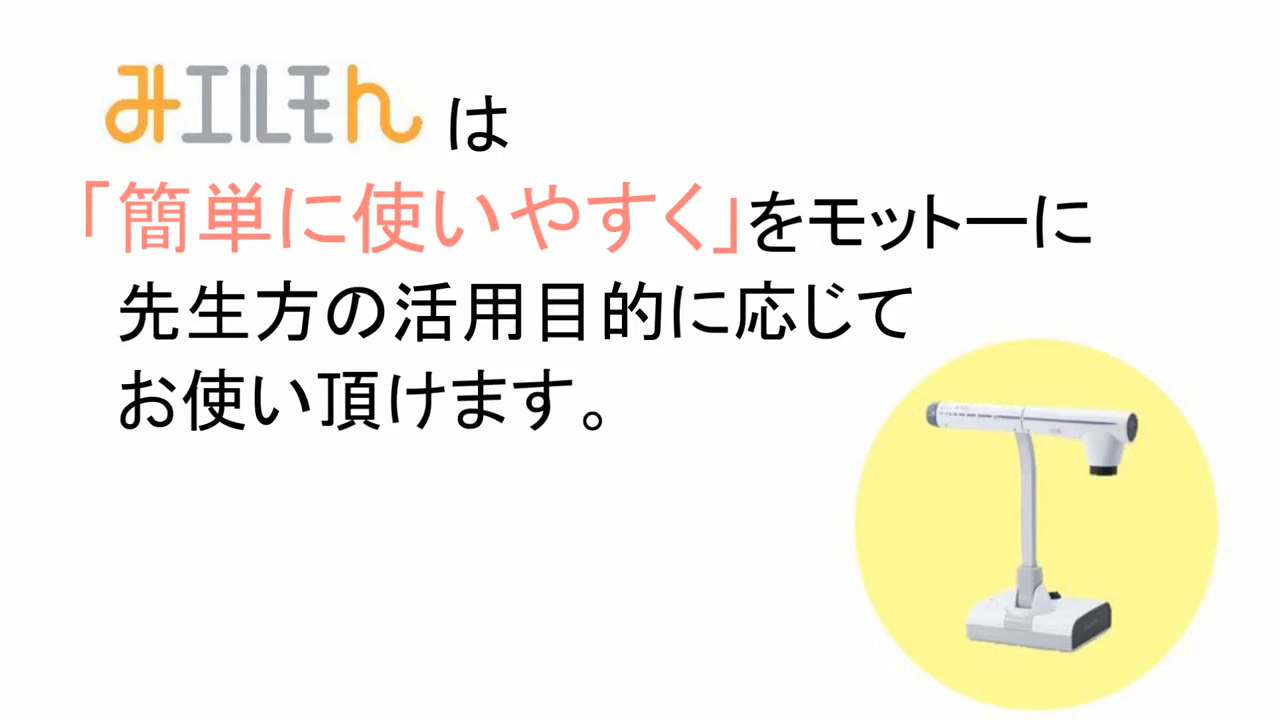 みエルモん は
「簡単に使いやすく」をモットーに
先生方の活用目的に応じて
お使い頂けます。